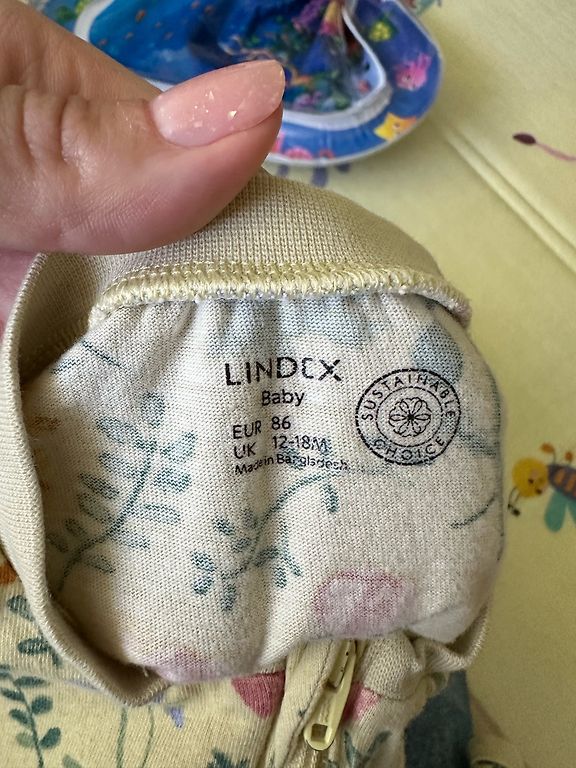 LINDEX
Baby
EUR 86
UK 12-18M
Made in Bangladesh
SUSTAINABLE
CHOICE